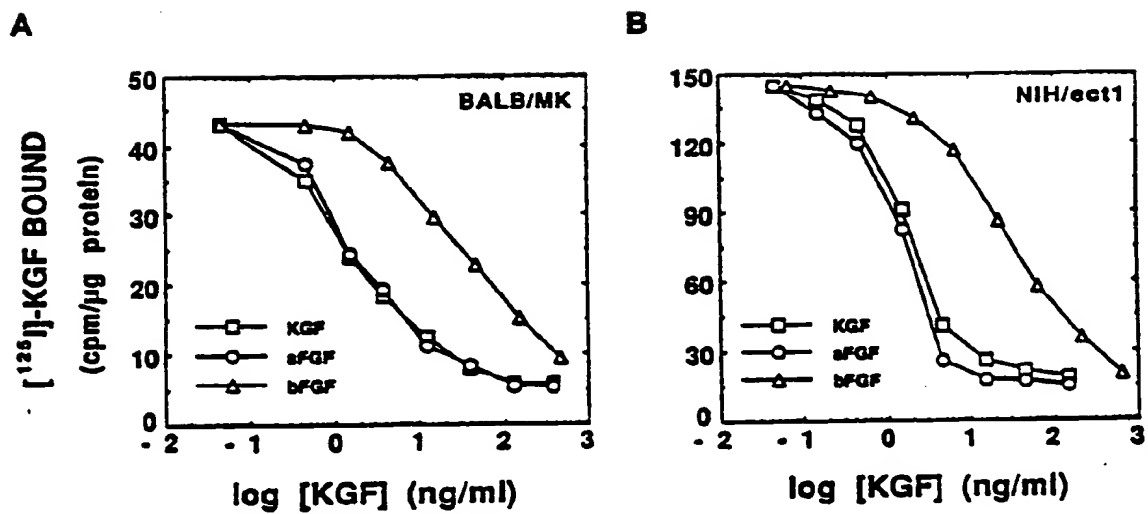 A
B
50
40
30
20
10
0
BALB/MK
KGF
aFGF
bFGF
- 2
- 1
0
1
2
3
log [KGF] (ng/ml)
[¹²⁵I]-KGF BOUND
(cpm/µg protein)
150
120
90
60
30
0
NIH/ect1
KGF
aFGF
bFGF
- 2
- 1
0
1
2
3
log [KGF] (ng/ml)